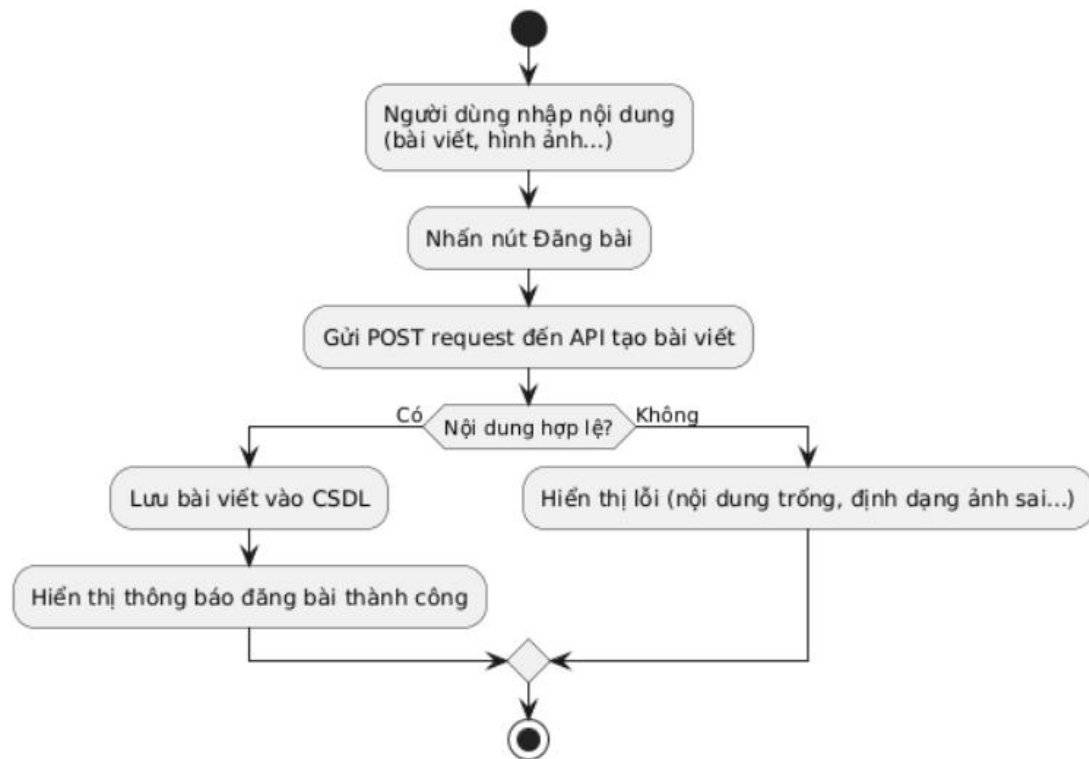 Người dùng nhập nội dung
(bài viết, hình ảnh...)
Nhấn nút Đăng bài
Gửi POST request đến API tạo bài viết
Có
Nội dung hợp lệ?
Không
Lưu bài viết vào CSDL
Hiển thị lỗi (nội dung trống, định dạng ảnh sai...)
Hiển thị thông báo đăng bài thành công